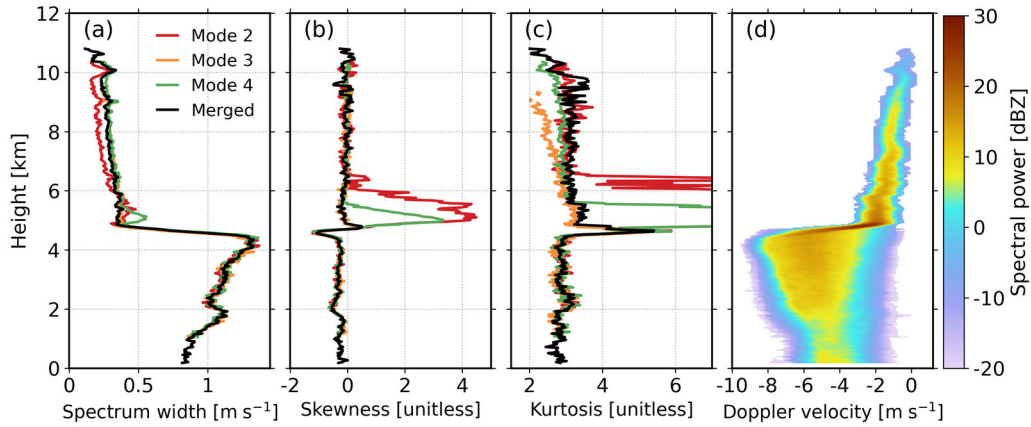 (a)
Mode 2
Mode 3
Mode 4
Merged
(b)
(c)
(d)
12
10
8
6
4
2
0
Height [km]
0 0.5 1
Spectrum width [m s⁻¹]
-2 0 2 4
Skewness [unitless]
2 4 6
Kurtosis [unitless]
-10 -8 -6 -4 -2 0
Doppler velocity [m s⁻¹]
30
20
10
0
-10
-20
Spectral power [dBZ]